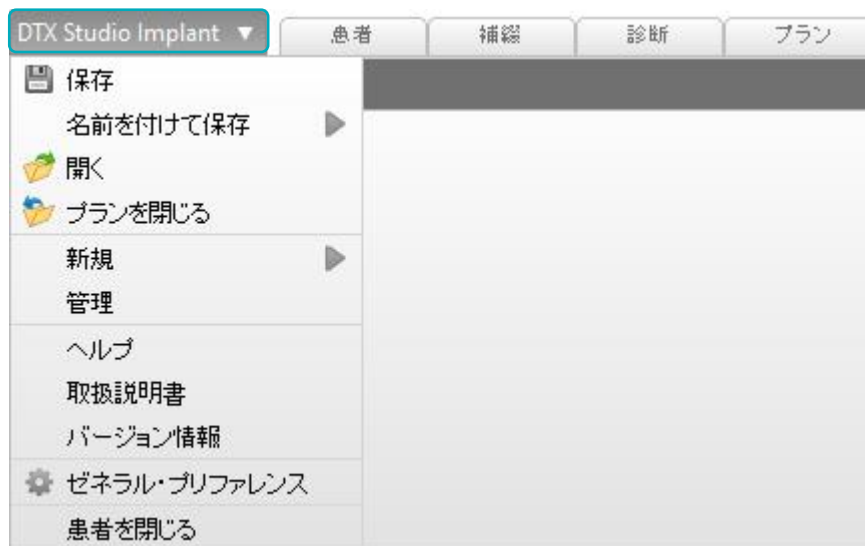 DTX Studio Implant ▼ 患者 補綴 診断 プラン
保存
名前を付けて保存
開く
プランを閉じる
新規
管理
ヘルプ
取扱説明書
バージョン情報
ゼネラル・プリファレンス
患者を閉じる